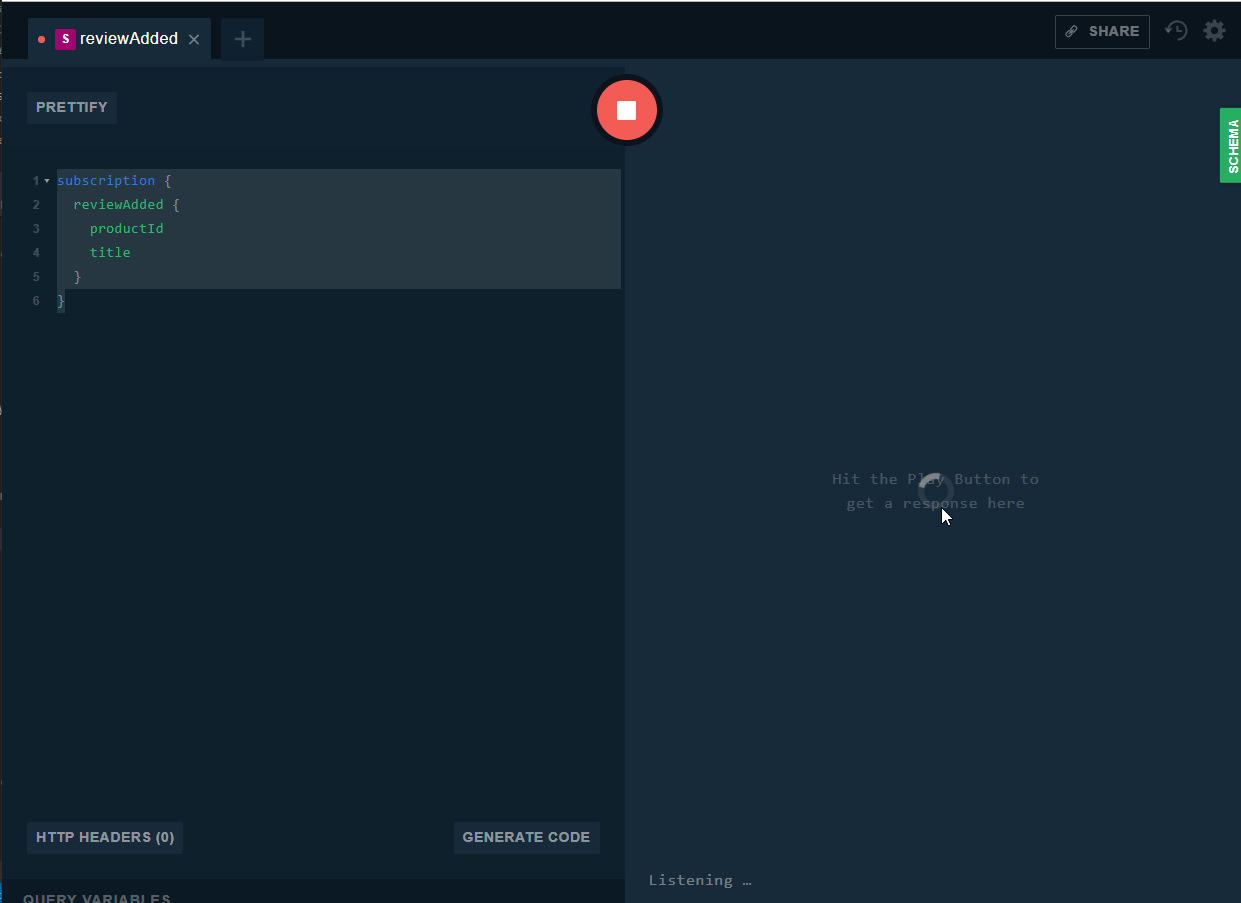 S reviewAdded
SHARE
PRETTIFY
SCHEMA
1 subscription {
2 reviewAdded {
3 productId
4 title
5 }
6 }
Hit the Play Button to
get a response here
HTTP HEADERS (0)
GENERATE CODE
Listening …
QUERY VARIABLES